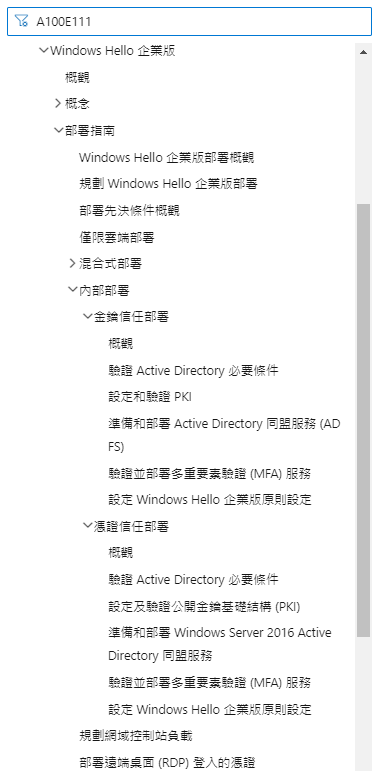 A100E111
Windows Hello 企業版
概觀
概念
部署指南
Windows Hello 企業版部署概觀
規劃 Windows Hello 企業版部署
部署先決條件概觀
僅限雲端部署
混合式部署
內部部署
金鑰信任部署
概觀
驗證 Active Directory 必要條件
設定和驗證 PKI
準備和部署 Active Directory 同盟服務 (AD
FS)
驗證並部署多重要素驗證 (MFA) 服務
設定 Windows Hello 企業版原則設定
憑證信任部署
概觀
驗證 Active Directory 必要條件
設定及驗證公開金鑰基礎結構 (PKI)
準備和部署 Windows Server 2016 Active
Directory 同盟服務
驗證並部署多重要素驗證 (MFA) 服務
設定 Windows Hello 企業版原則設定
規劃網域控制站負載
部署遠端桌面 (RDP) 登入的憑證